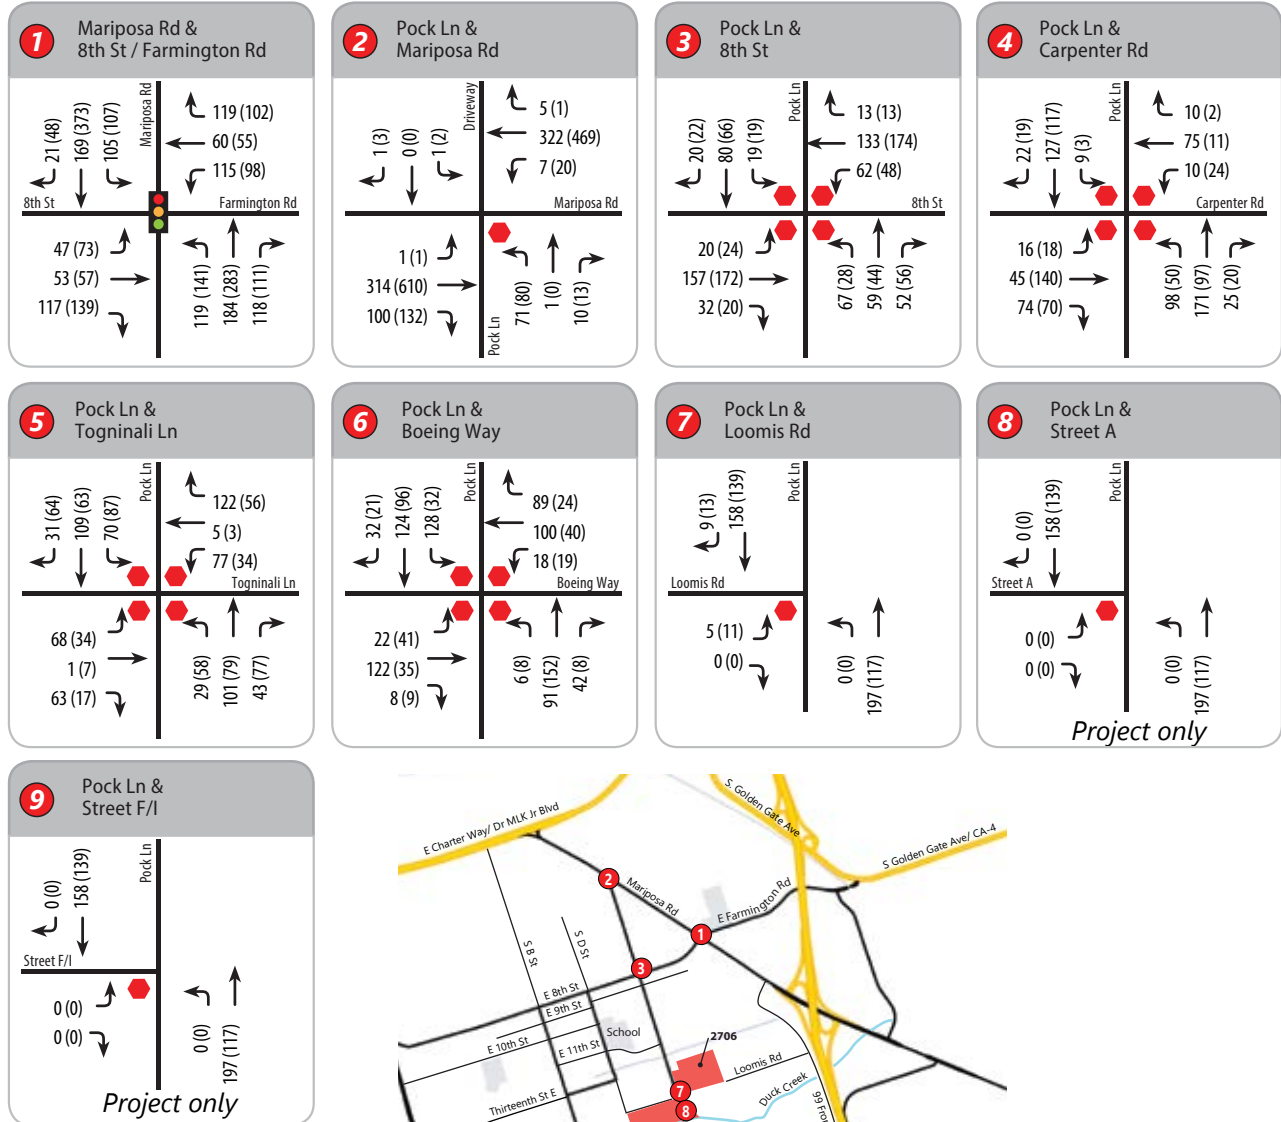 1
Mariposa Rd &
8th St / Farmington Rd
21 (48)
169 (373)
105 (107)
Mariposa Rd
119 (102)
60 (55)
115 (98)
8th St
Farmington Rd
47 (73)
53 (57)
117 (139)
119 (141)
184 (283)
118 (111)
2
Pock Ln &
Mariposa Rd
1 (3)
0 (0)
1 (2)
Driveway
5 (1)
322 (469)
7 (20)
Mariposa Rd
1 (1)
314 (610)
100 (132)
Pock Ln
71 (80)
1 (0)
10 (13)
3
Pock Ln &
8th St
20 (22)
80 (66)
19 (19)
Pock Ln
13 (13)
133 (174)
62 (48)
8th St
20 (24)
157 (172)
32 (20)
67 (28)
59 (44)
52 (56)
4
Pock Ln &
Carpenter Rd
22 (19)
127 (117)
9 (3)
Pock Ln
10 (2)
75 (11)
10 (24)
Carpenter Rd
16 (18)
45 (140)
74 (70)
98 (50)
171 (97)
25 (20)
5
Pock Ln &
Togninali Ln
31 (64)
109 (63)
70 (87)
Pock Ln
122 (56)
5 (3)
77 (34)
Togninali Ln
68 (34)
1 (7)
63 (17)
29 (58)
101 (79)
43 (77)
6
Pock Ln &
Boeing Way
32 (21)
124 (96)
128 (32)
Pock Ln
89 (24)
100 (40)
18 (19)
Boeing Way
22 (41)
122 (35)
8 (9)
6 (8)
91 (152)
42 (8)
7
Pock Ln &
Loomis Rd
9 (13)
158 (139)
Pock Ln
Loomis Rd
5 (11)
0 (0)
0 (0)
197 (117)
8
Pock Ln &
Street A
0 (0)
158 (139)
Pock Ln
Street A
0 (0)
0 (0)
0 (0)
197 (117)
Project only
9
Pock Ln &
Street F/I
0 (0)
158 (139)
Pock Ln
Street F/I
0 (0)
0 (0)
0 (0)
197 (117)
Project only
E Charter Way/ Dr MLK Jr Blvd
S. Golden Gate Ave
S Golden Gate Ave/ CA-4
2
Mariposa Rd
E Farmington Rd
1
S B St
S D St
3
E 8th St
E 9th St
E 10th St
E 11th St
School
2706
Loomis Rd
Duck Creek
Thirteenth St E
7
8
99 Fron